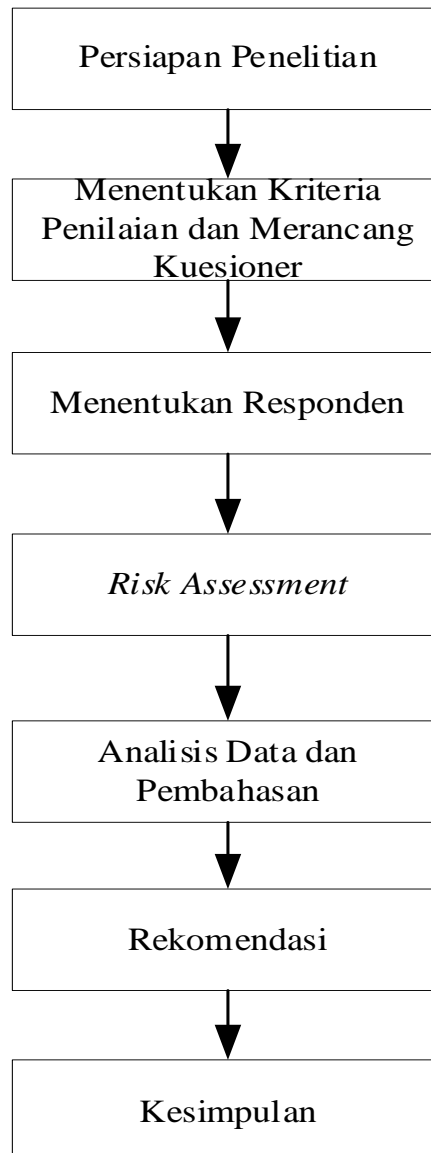 Persiapan Penelitian
Menentukan Kriteria
Penilaian dan Merancang
Kuesioner
Menentukan Responden
Risk Assessment
Analisis Data dan
Pembahasan
Rekomendasi
Kesimpulan